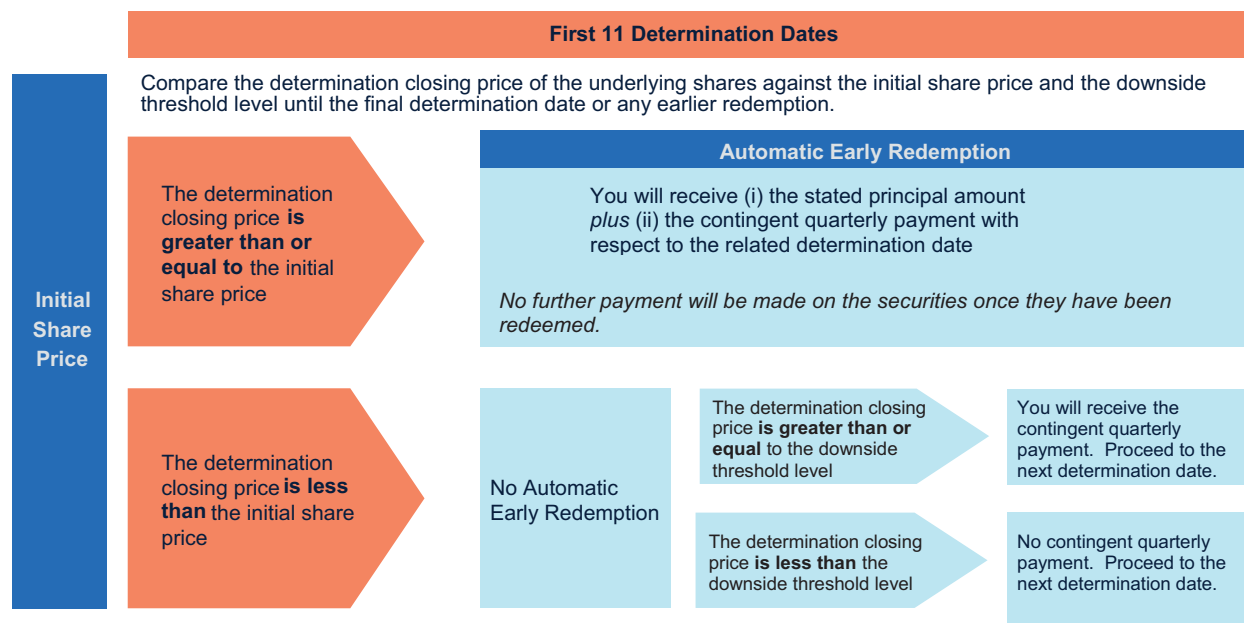 First 11 Determination Dates
Compare the determination closing price of the underlying shares against the initial share price and the downside
threshold level until the final determination date or any earlier redemption.
Initial
Share
Price
The determination
closing price is
greater than or
equal to the initial
share price
Automatic Early Redemption
You will receive (i) the stated principal amount
plus (ii) the contingent quarterly payment with
respect to the related determination date
No further payment will be made on the securities once they have been
redeemed.
The determination
closing price is less
than the initial share
price
No Automatic
Early Redemption
The determination closing
price is greater than or
equal to the downside
threshold level
You will receive the
contingent quarterly
payment.  Proceed to the
next determination date.
The determination closing
price is less than the
downside threshold level
No contingent quarterly
payment.  Proceed to the
next determination date.